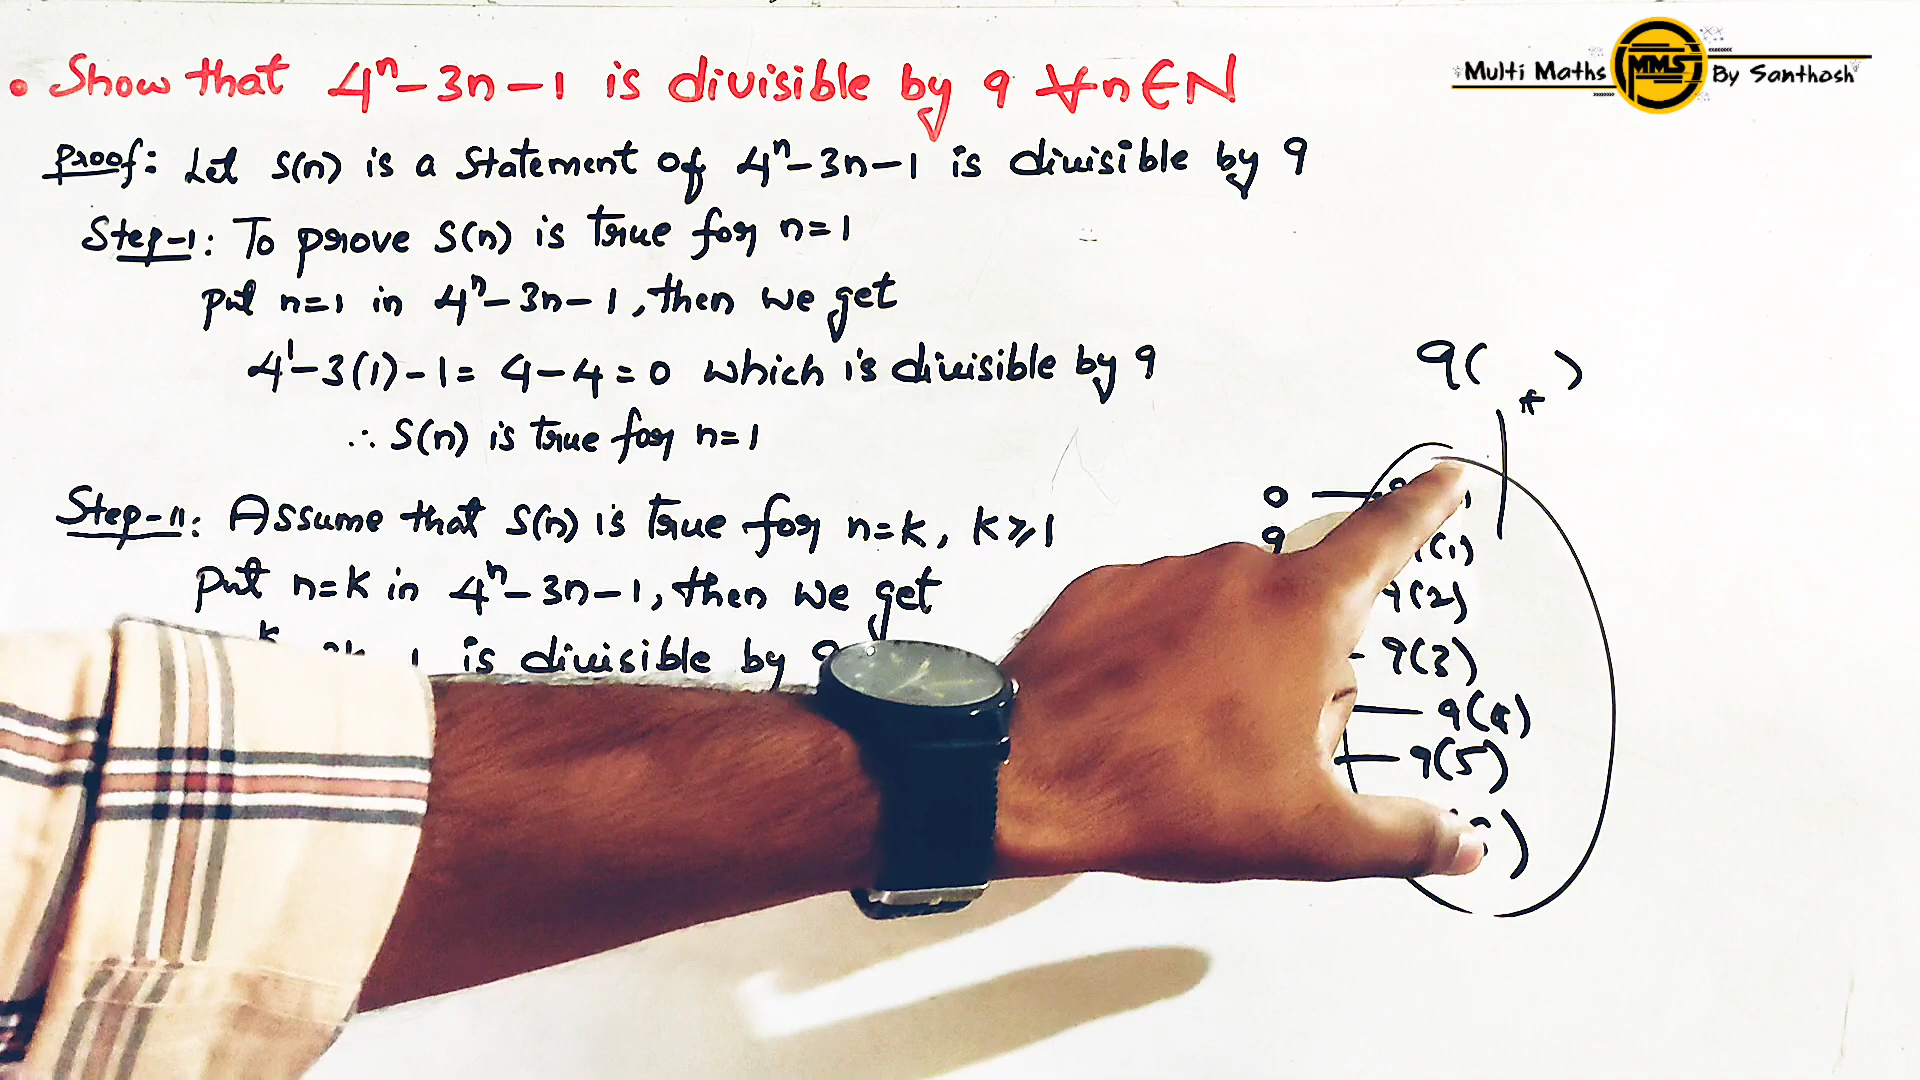 • Show that 4ⁿ-3n-1 is divisible by 9 ∀n∈N
Multi Maths MMS By Santhosh
Proof: Let S(n) is a Statement of 4ⁿ-3n-1 is divisible by 9
Step-1: To prove S(n) is true for n=1
put n=1 in 4ⁿ-3n-1, then we get
4¹-3(1)-1 = 4-4 = 0 which is divisible by 9
∴ S(n) is true for n=1
Step-11: Assume that S(n) is true for n=k, k≥1
Put n=k in 4ⁿ-3n-1, then we get
is divisible by 9
9( )
0 —
9
(1)
9(2)
- 9(3)
— 9(4)
— 9(5)
)